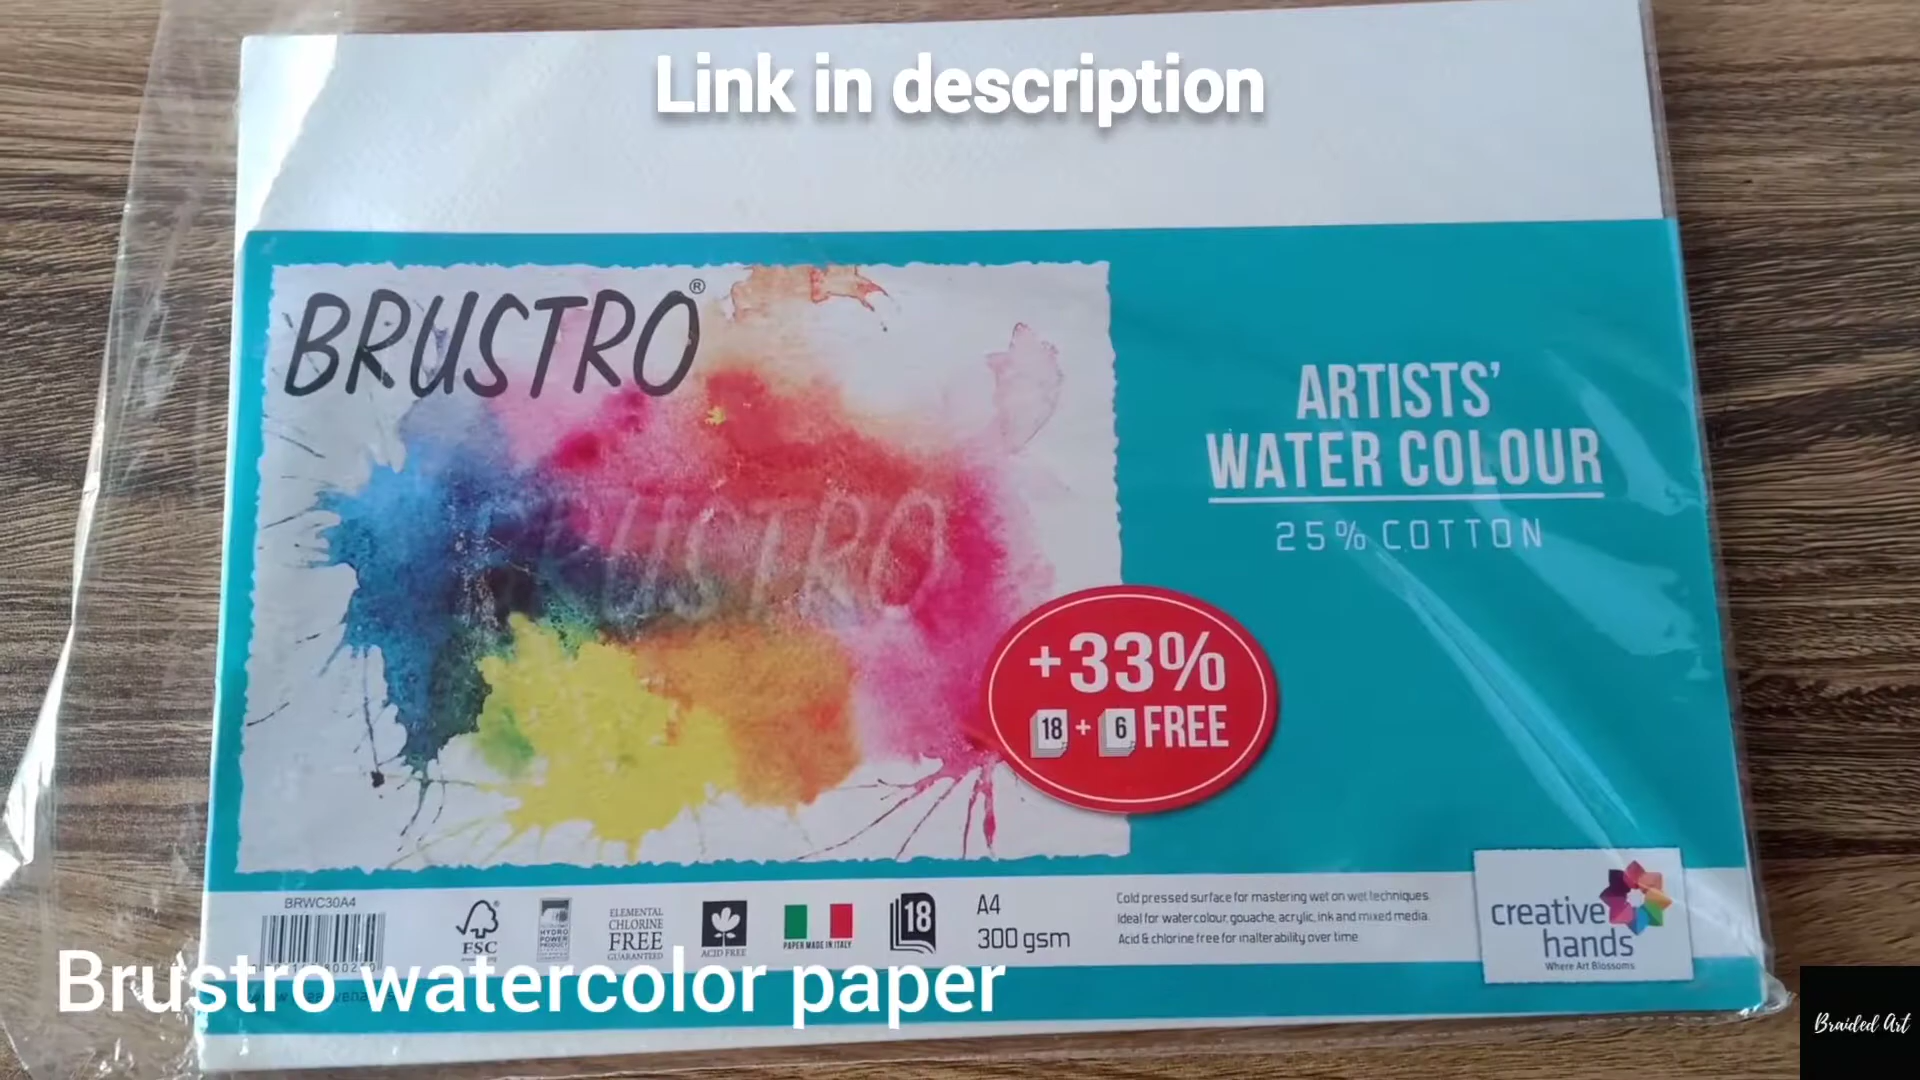 Link in description
BRUSTRO®
BRUSTRO
ARTISTS'
WATER COLOUR
25% COTTON
+33%
18 + 6 FREE
BRWC30A4
FSC
HYDRO
POWER
ELEMENTAL
CHLORINE
FREE
GUARANTEED
ACID FREE
PAPER MADE IN ITALY
18
A4
300 gsm
Cold pressed surface for mastering wet on wet techniques.
Ideal for watercolour, gouache, acrylic, ink and mixed media.
Acid & chlorine free for inalterability over time.
creative
hands
Where Art Blossoms
Brustro watercolor paper
Braided Art